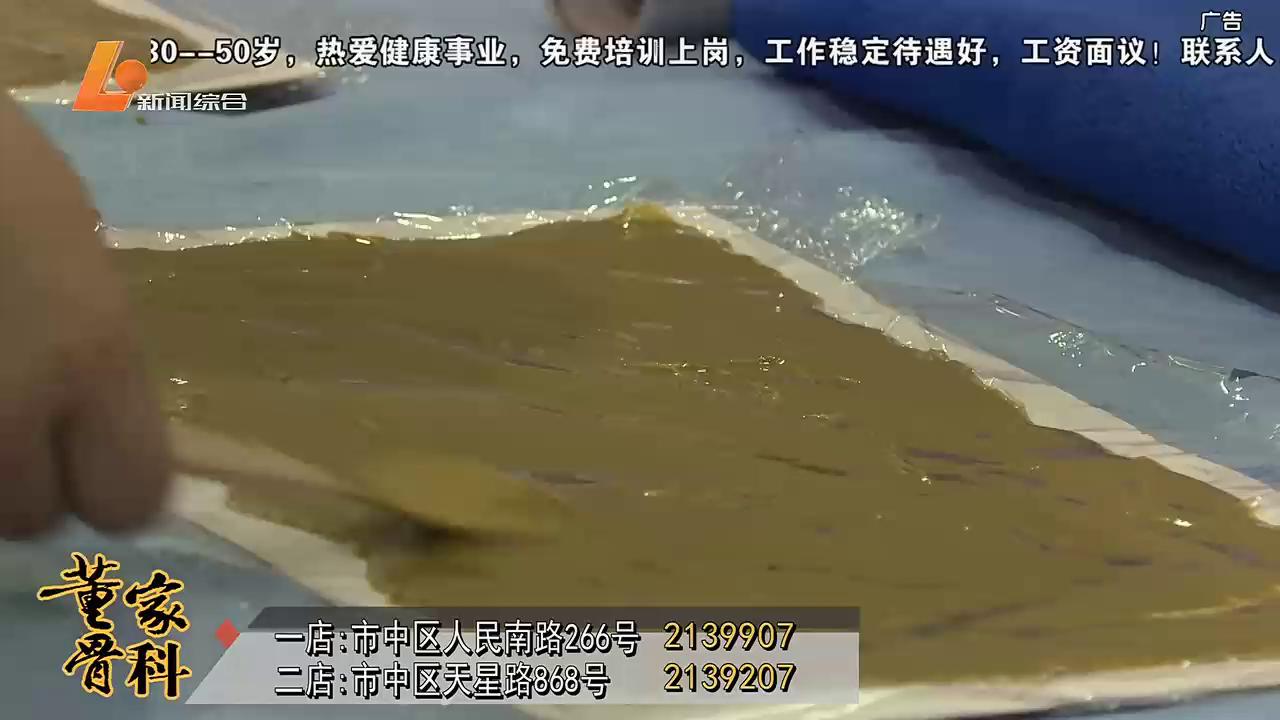 广告
30--50岁，热爱健康事业，免费培训上岗，工作稳定待遇好，工资面议！联系人
新闻综合
董家
骨科
一店:市中区人民南路266号 2139907
二店:市中区天星路868号 2139207